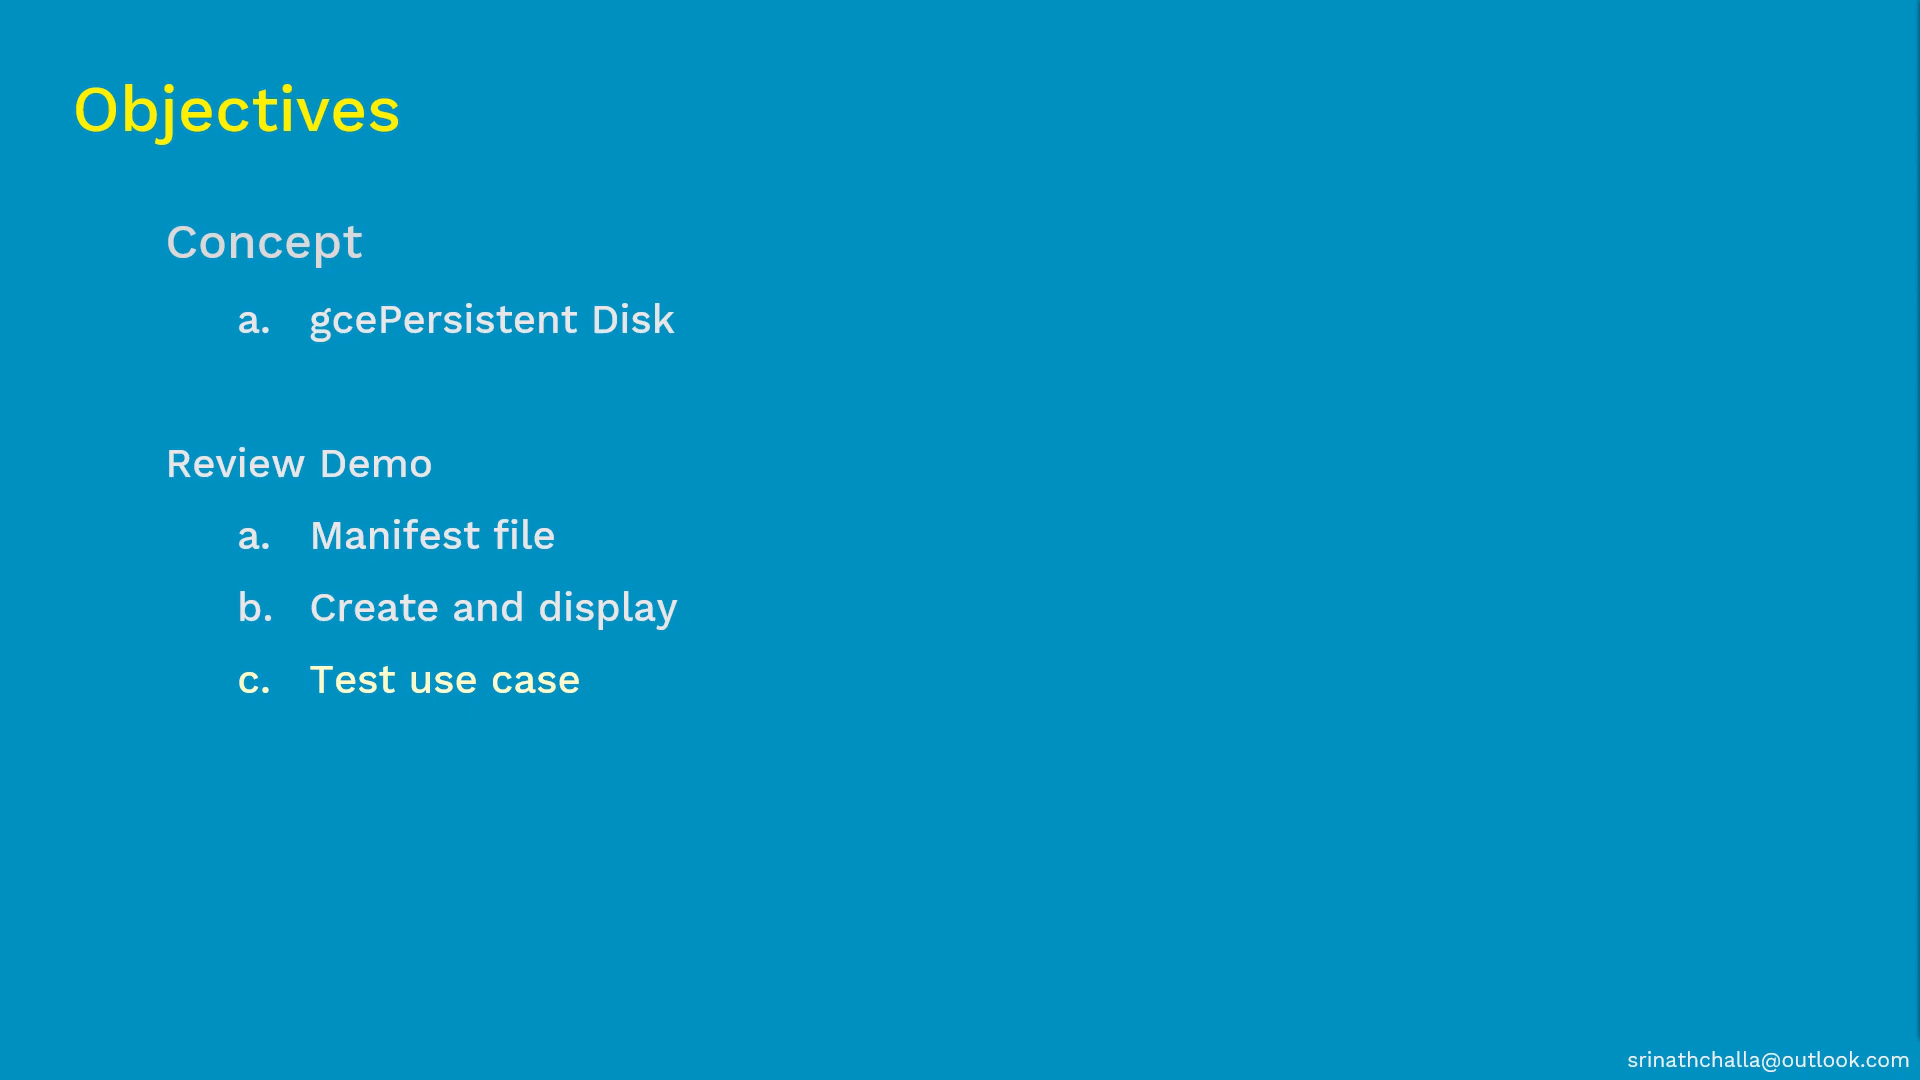 Objectives
Concept
a. gcePersistent Disk
Review Demo
a. Manifest file
b. Create and display
c. Test use case
srinathchalla@outlook.com